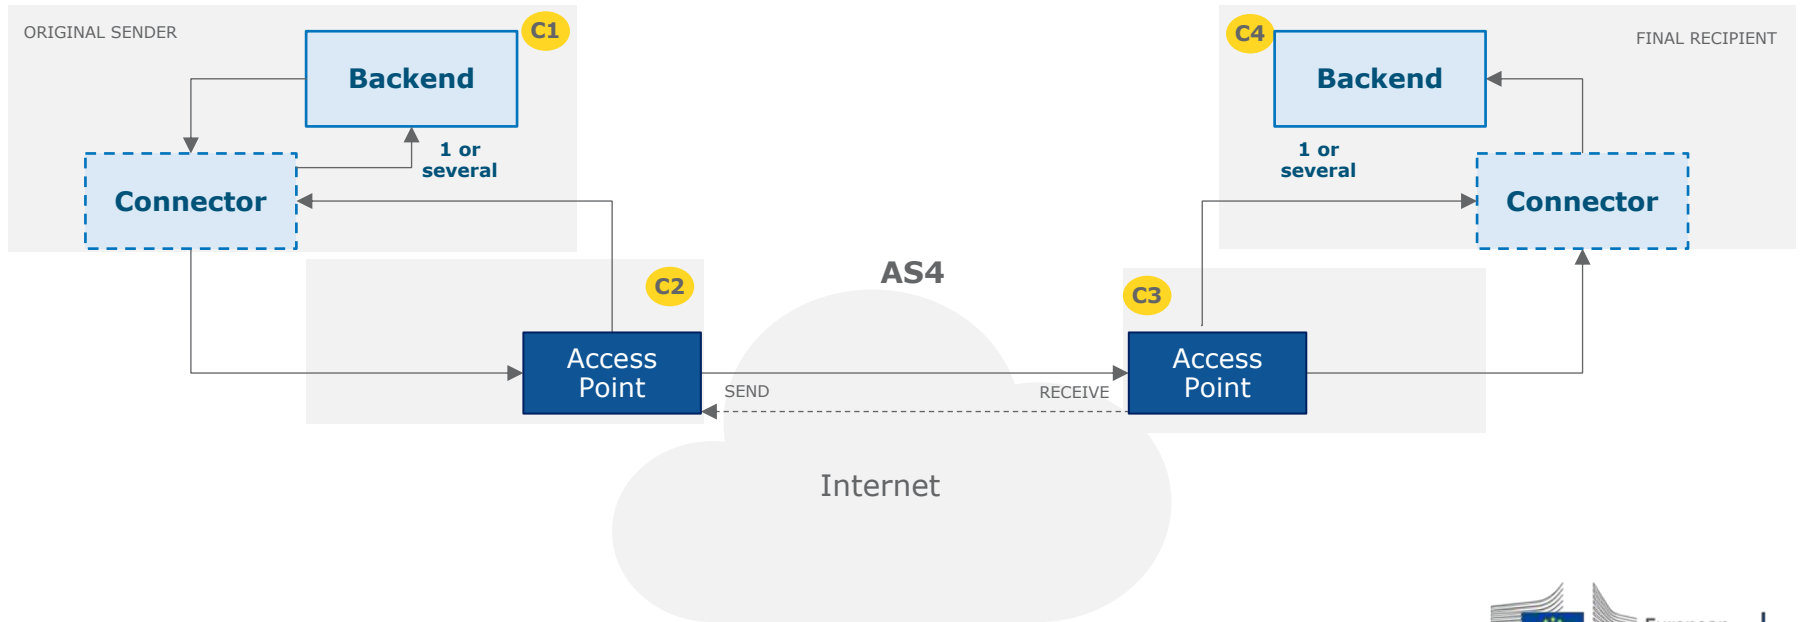 ORIGINAL SENDER
C1
Backend
1 or
several
Connector
C4
FINAL RECIPIENT
Backend
1 or
several
Connector
C2
AS4
C3
Access
Point
SEND
RECEIVE
Access
Point
Internet